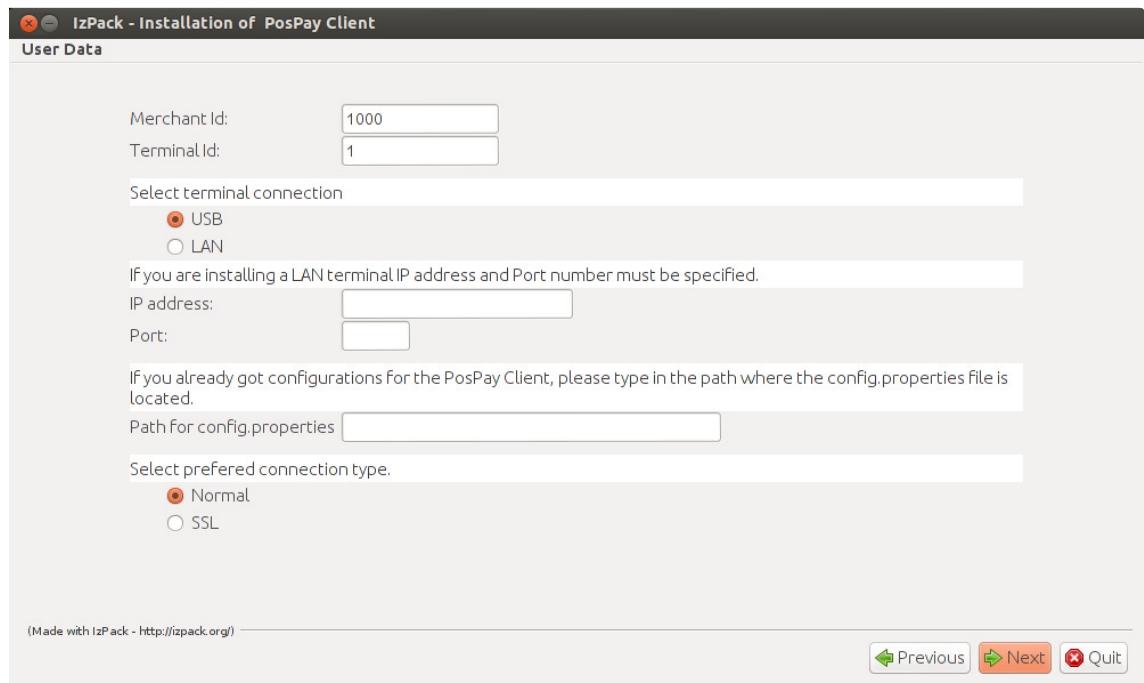 IzPack - Installation of PosPay Client
User Data
Merchant Id: 1000
Terminal Id: 1
Select terminal connection
USB
LAN
If you are installing a LAN terminal IP address and Port number must be specified.
IP address:
Port:
If you already got configurations for the PosPay Client, please type in the path where the config.properties file is
located.
Path for config.properties
Select prefered connection type.
Normal
SSL
(Made with IzPack - http://izpack.org/)
Previous Next Quit